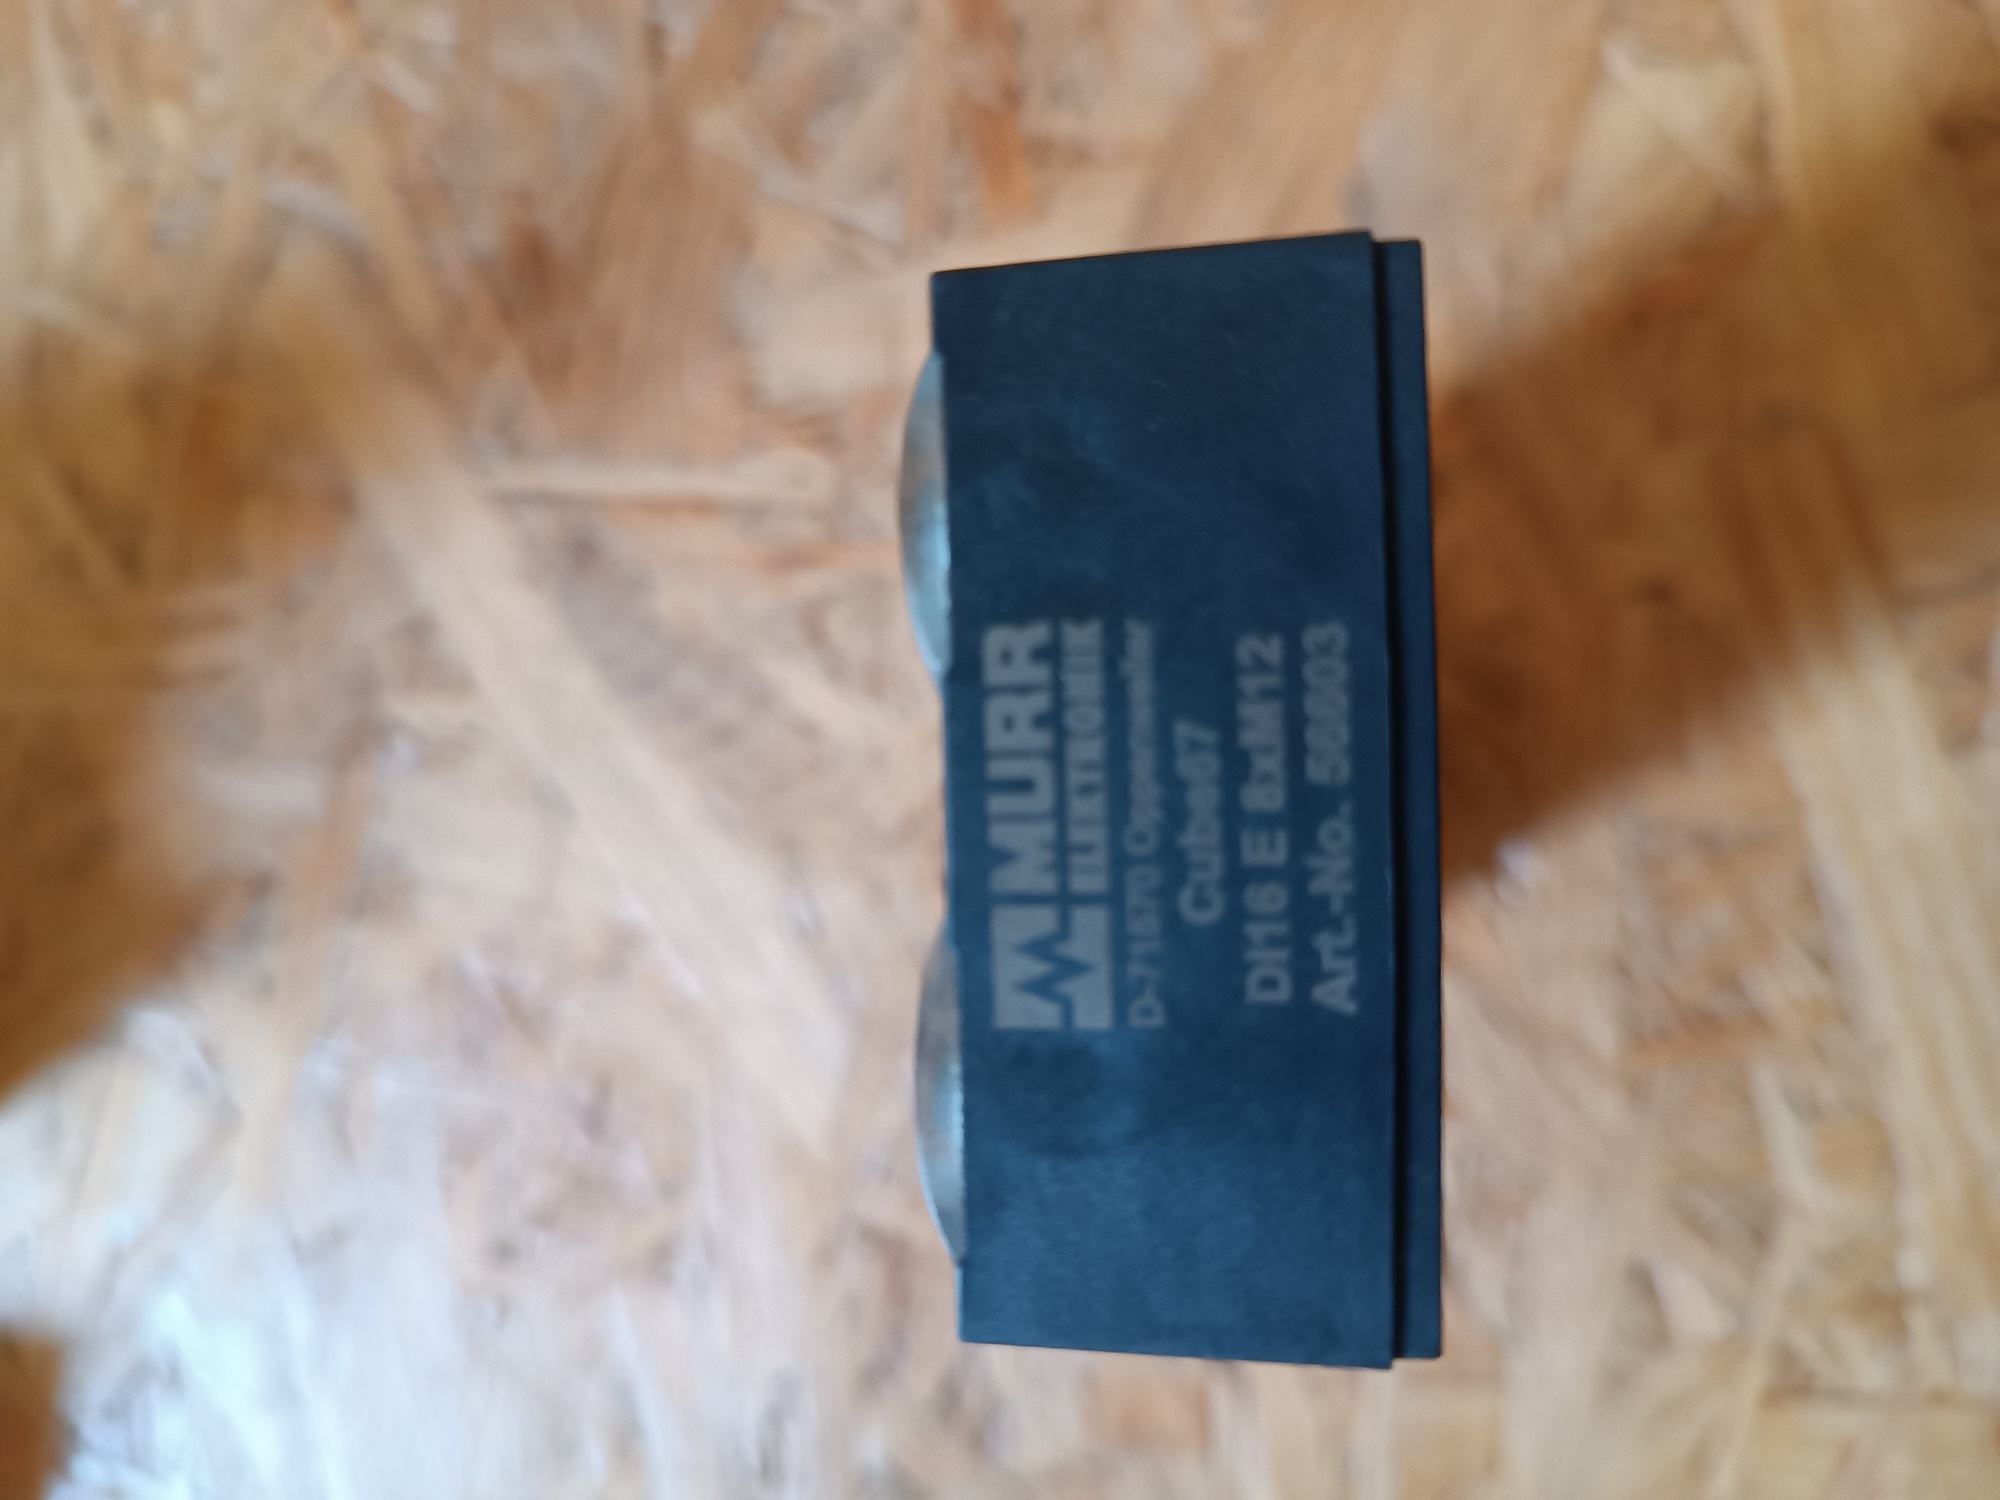 MURR
ELEKTRONIK
D-71570 Oppenweiler
Cube67
DI16 E 8xM12
Art.-No. 56603